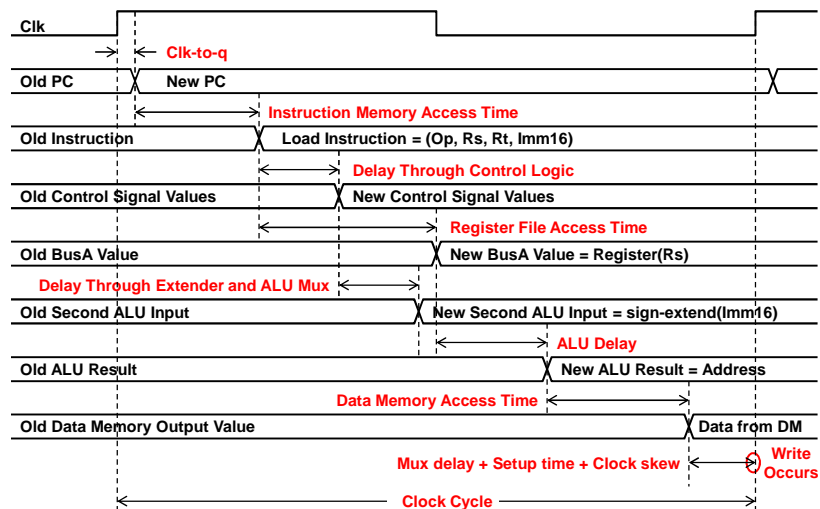 Clk
Clk-to-q
Old PC New PC
Instruction Memory Access Time
Old Instruction Load Instruction = (Op, Rs, Rt, Imm16)
Delay Through Control Logic
Old Control Signal Values New Control Signal Values
Register File Access Time
Old BusA Value New BusA Value = Register(Rs)
Delay Through Extender and ALU Mux
Old Second ALU Input New Second ALU Input = sign-extend(Imm16)
ALU Delay
Old ALU Result New ALU Result = Address
Data Memory Access Time
Old Data Memory Output Value Data from DM
Mux delay + Setup time + Clock skew Write
Occurs
Clock Cycle